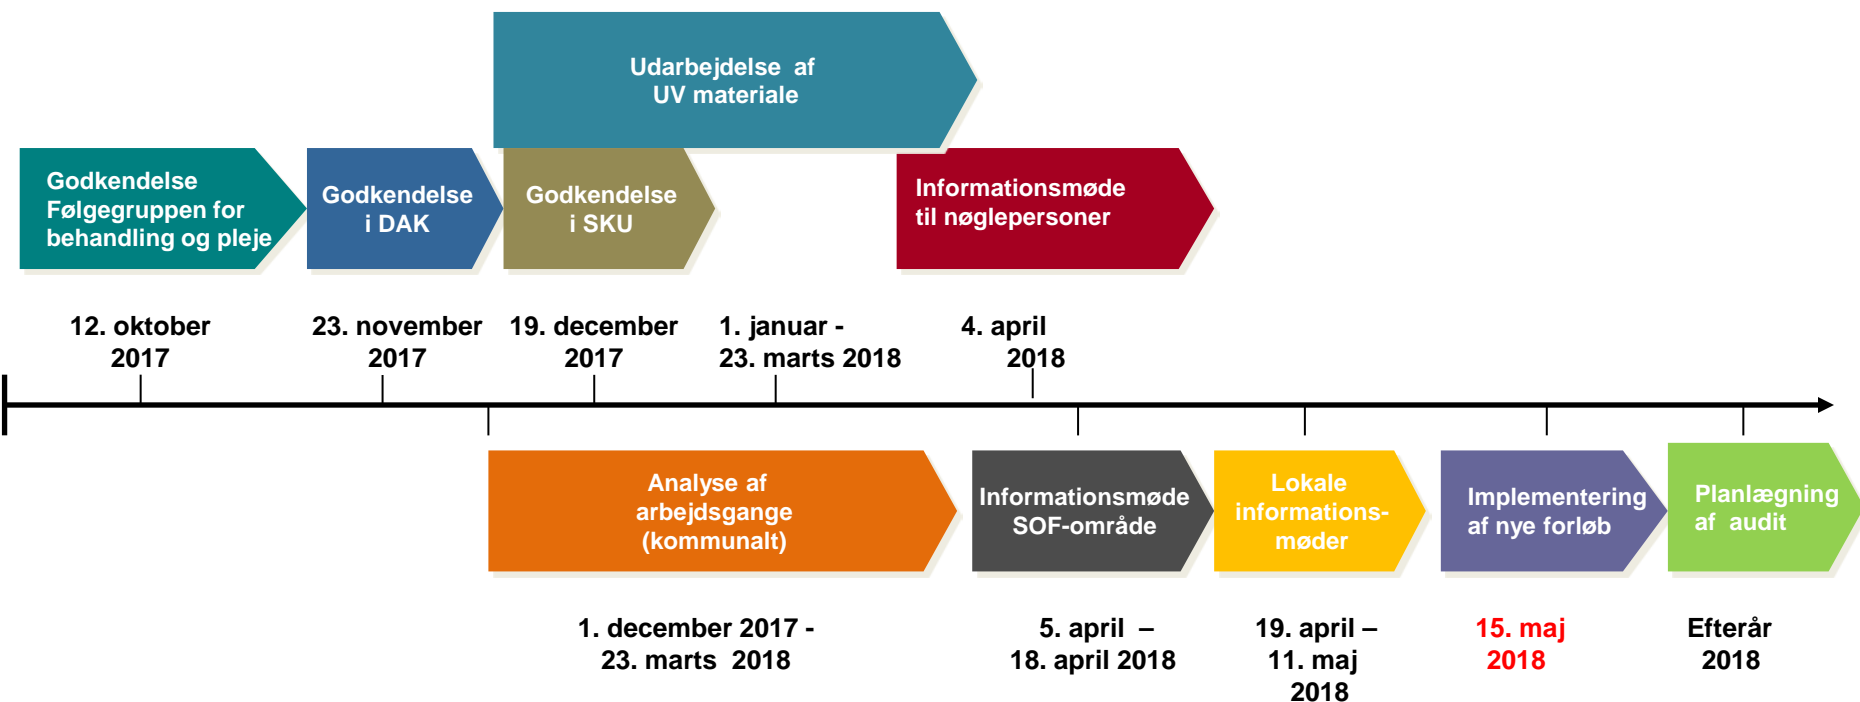 Udarbejdelse af
UV materiale
Godkendelse
Følgegruppen for
behandling og pleje
Godkendelse
i DAK
Godkendelse
i SKU
Informationsmøde
til nøglepersoner
12. oktober
2017
23. november
2017
19. december
2017
1. januar -
23. marts 2018
4. april
2018
Analyse af
arbejdsgange
(kommunalt)
Informationsmøde
SOF-område
Lokale
informations-
møder
Implementering
af nye forløb
Planlægning
af audit
1. december 2017 -
23. marts 2018
5. april –
18. april 2018
19. april –
11. maj
2018
15. maj
2018
Efterår
2018